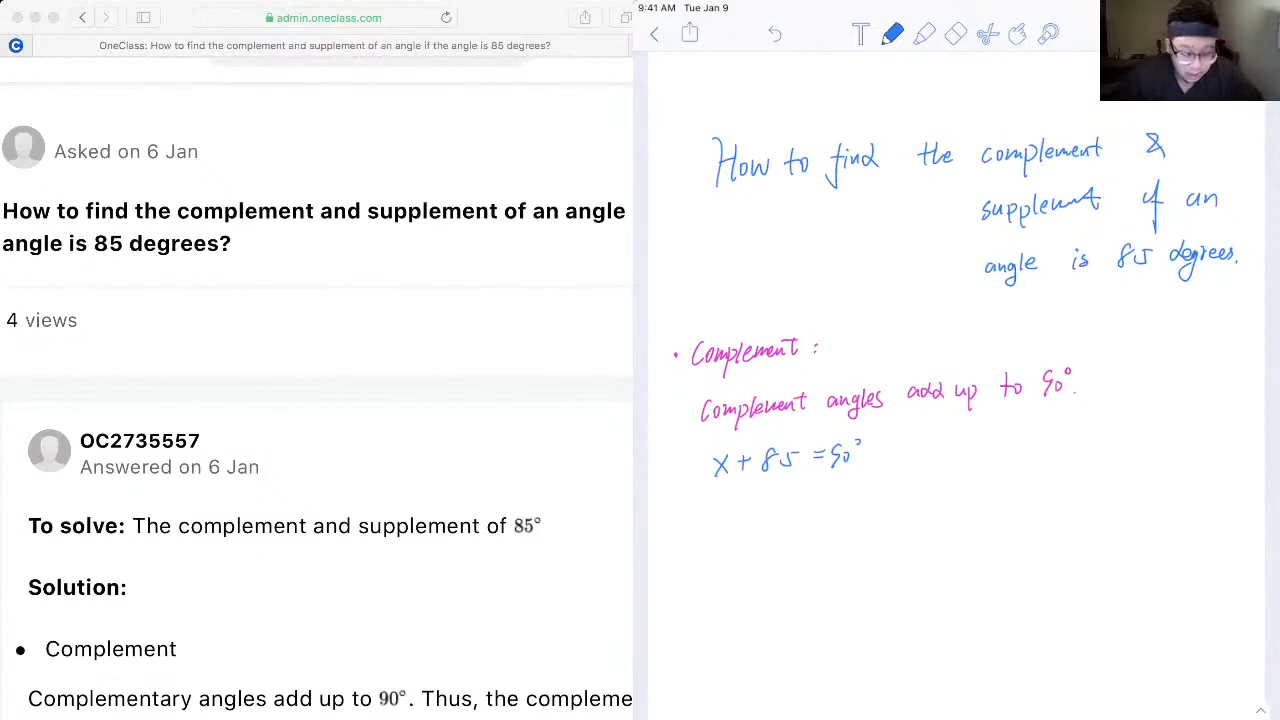 admin.oneclass.com
OneClass: How to find the complement and supplement of an angle if the angle is 85 degrees?
Asked on 6 Jan
How to find the complement and supplement of an angle
angle is 85 degrees?
4 views
OC2735557
Answered on 6 Jan
To solve: The complement and supplement of 85°
Solution:
• Complement
Complementary angles add up to 90°. Thus, the compleme
9:41 AM Tue Jan 9
T
How to find the complement &
supplement if an
angle is 85 degrees.
• Complement:
Complement angles add up to 90°.
x + 85 = 90°